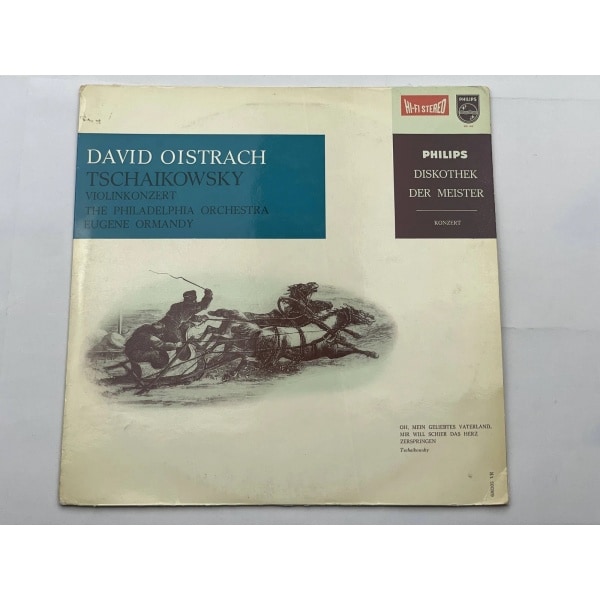 HI-FI STEREO
PHILIPS
DAVID OISTRACH
TSCHAIKOWSKY
VIOLINKONZERT
THE PHILADELPHIA ORCHESTRA
EUGENE ORMANDY
PHILIPS
DISKOTHEK
DER MEISTER
KONZERT
OH, MEIN GELIEBTES VATERLAND,
MIR WILL SCHIER DAS HERZ
ZERSPRINGEN
Tschaikowsky